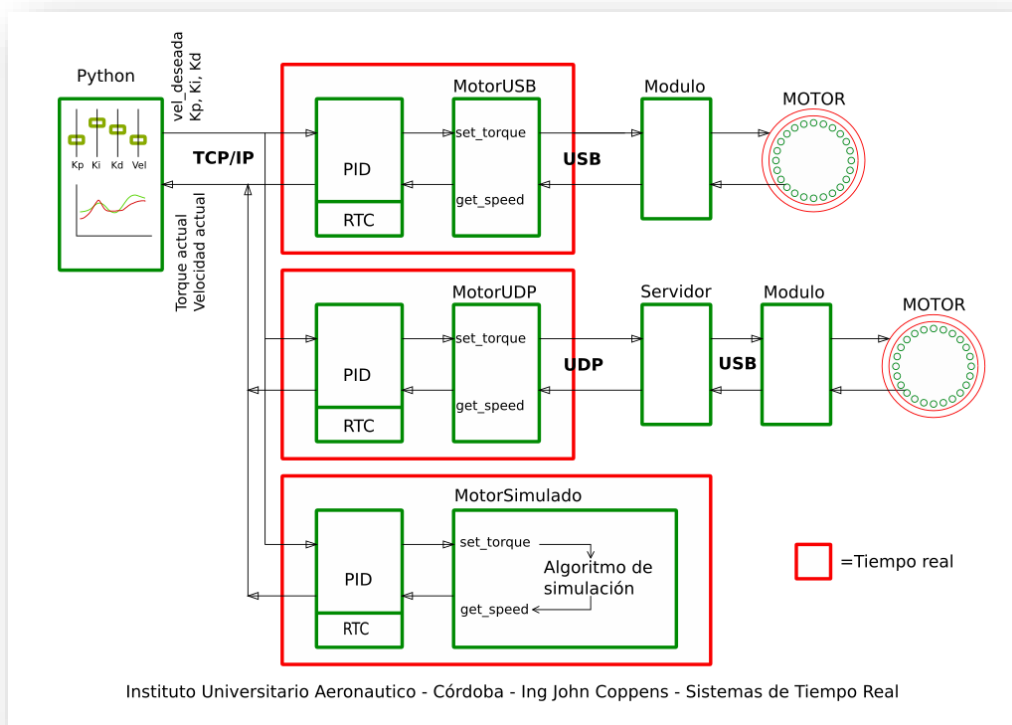 Python
Kp Ki Kd Vel
vel_deseada
Kp, Ki, Kd
TCP/IP
Torque actual
Velocidad actual
MotorUSB
PID
RTC
set_torque
get_speed
USB
Modulo
MOTOR
MotorUDP
PID
RTC
set_torque
get_speed
UDP
Servidor
USB
Modulo
MOTOR
MotorSimulado
PID
RTC
set_torque
Algoritmo de
simulación
get_speed
=Tiempo real
Instituto Universitario Aeronautico - Córdoba - Ing John Coppens - Sistemas de Tiempo Real